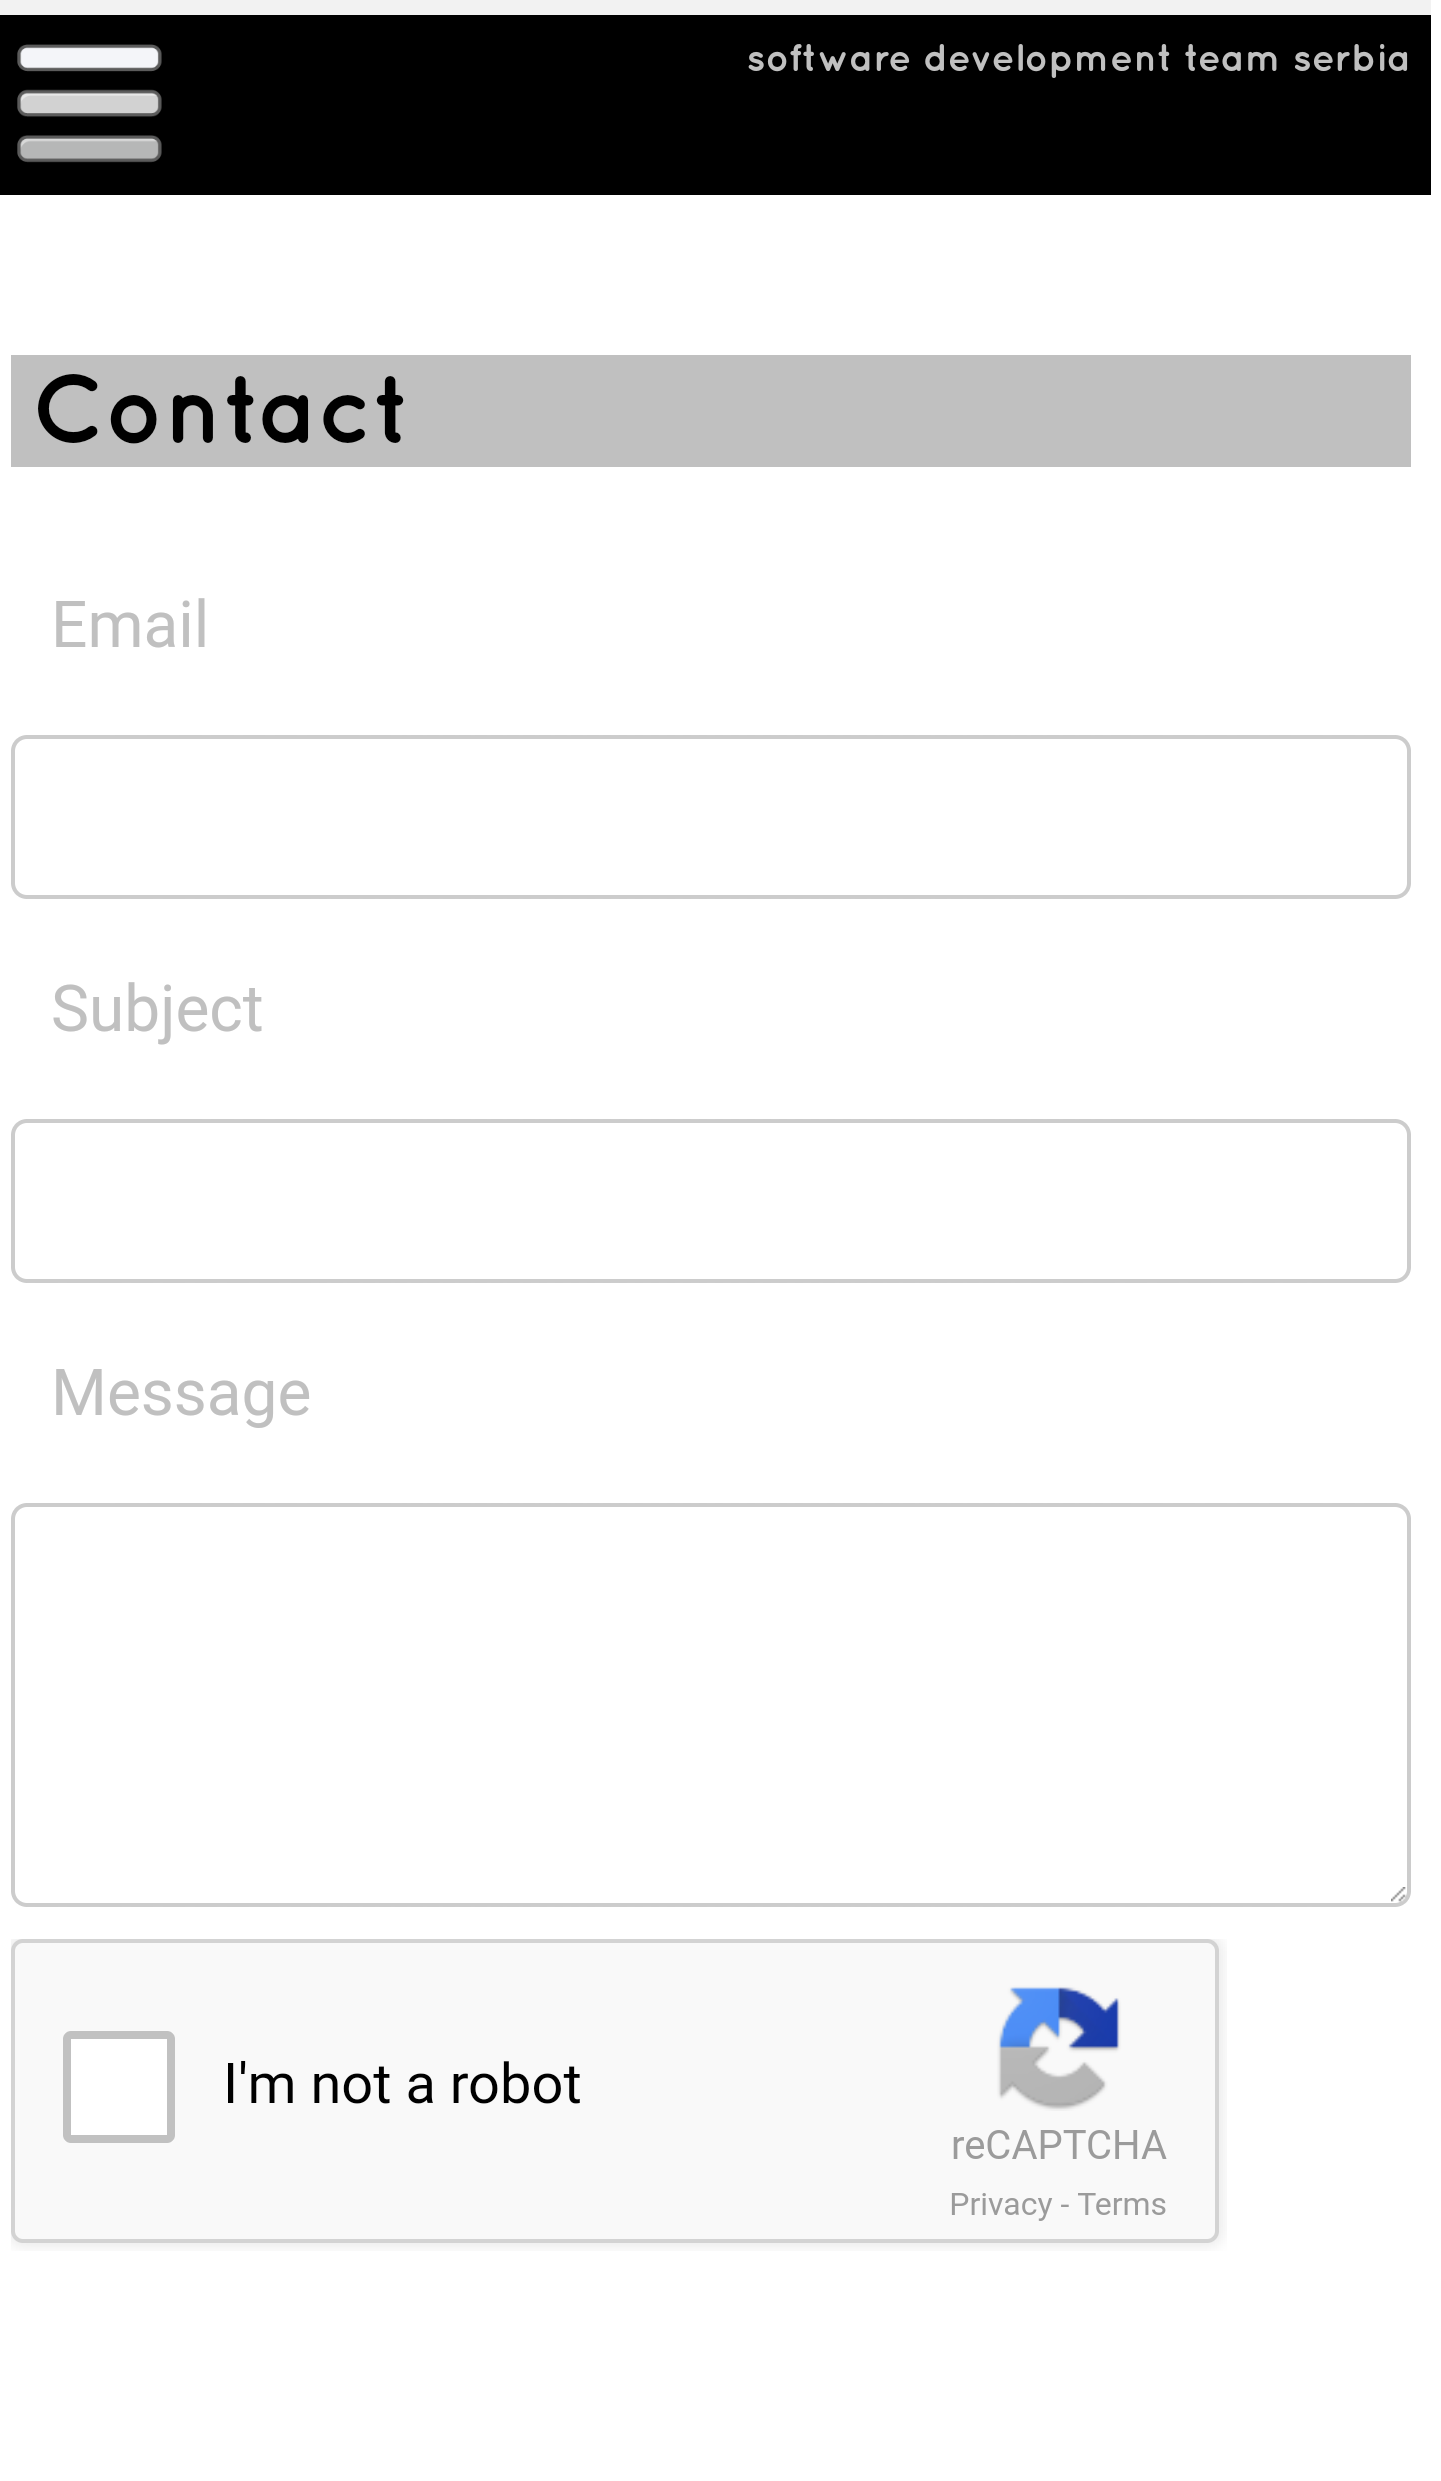 software development team serbia
Contact
Email
Subject
Message
I'm not a robot
reCAPTCHA
Privacy - Terms